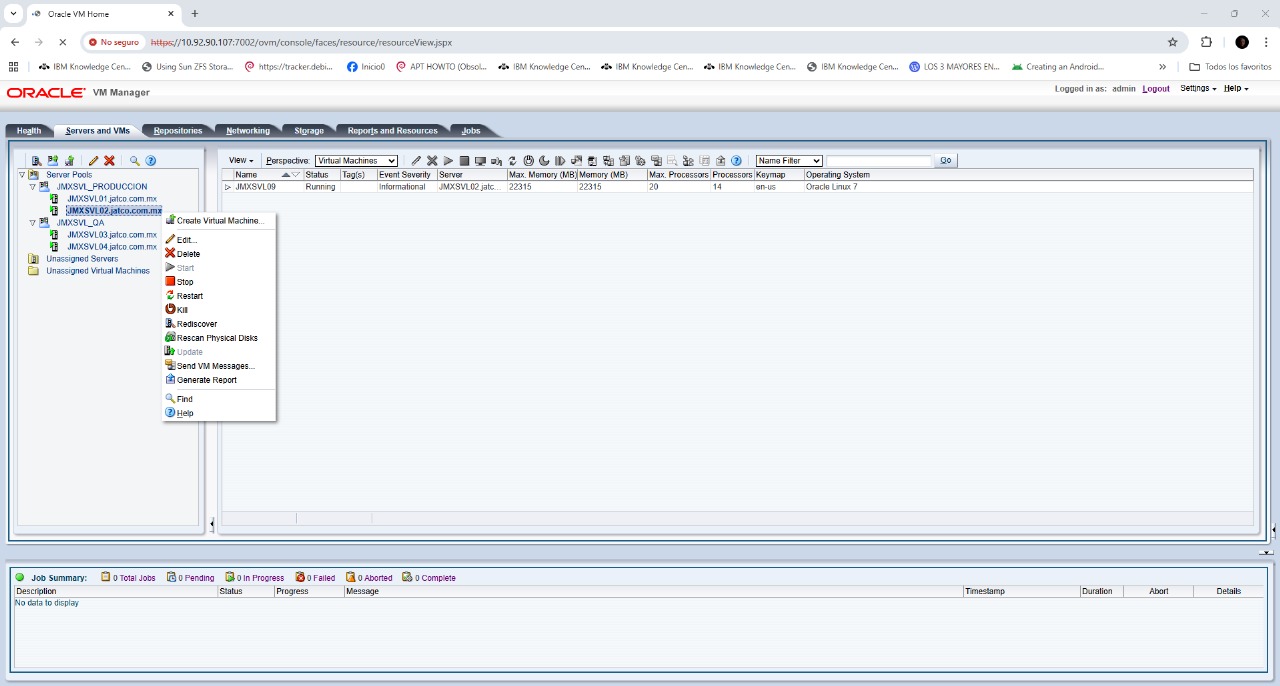 Oracle VM Home
No seguro https://10.92.90.107:7002/ovm/console/faces/resource/resourceView.jspx
IBM Knowledge Cen... Using Sun ZFS Stora... https://tracker.debi... Inicio0 APT HOWTO (Obsol... IBM Knowledge Cen... IBM Knowledge Cen... IBM Knowledge Cen... IBM Knowledge Cen... LOS 3 MAYORES EN... Creating an Android... » Todos los favoritos
ORACLE VM Manager Logged in as: admin Logout Settings Help
Health Servers and VMs Repositories Networking Storage Reports and Resources Jobs
View Perspective: Virtual Machines Name Filter Go
Name Status Tag(s) Event Severity Server Max. Memory (MB) Memory (MB) Max. Processors Processors Keymap Operating System
JMXSVL09 Running Informational JMXSVL02.jatc... 22315 22315 20 14 en-us Oracle Linux 7
Server Pools
JMXSVL_PRODUCCION
JMXSVL01.jatco.com.mx
JMXSVL02.jatco.com.mx
JMXSVL_QA
JMXSVL03.jatco.com.mx
JMXSVL04.jatco.com.mx
Unassigned Servers
Unassigned Virtual Machines
Create Virtual Machine...
Edit...
Delete
Start
Stop
Restart
Kill
Rediscover
Rescan Physical Disks
Update
Send VM Messages...
Generate Report
Find
Help
Job Summary: 0 Total Jobs 0 Pending 0 In Progress 0 Failed 0 Aborted 0 Complete
Description Status Progress Message Timestamp Duration Abort Details
No data to display